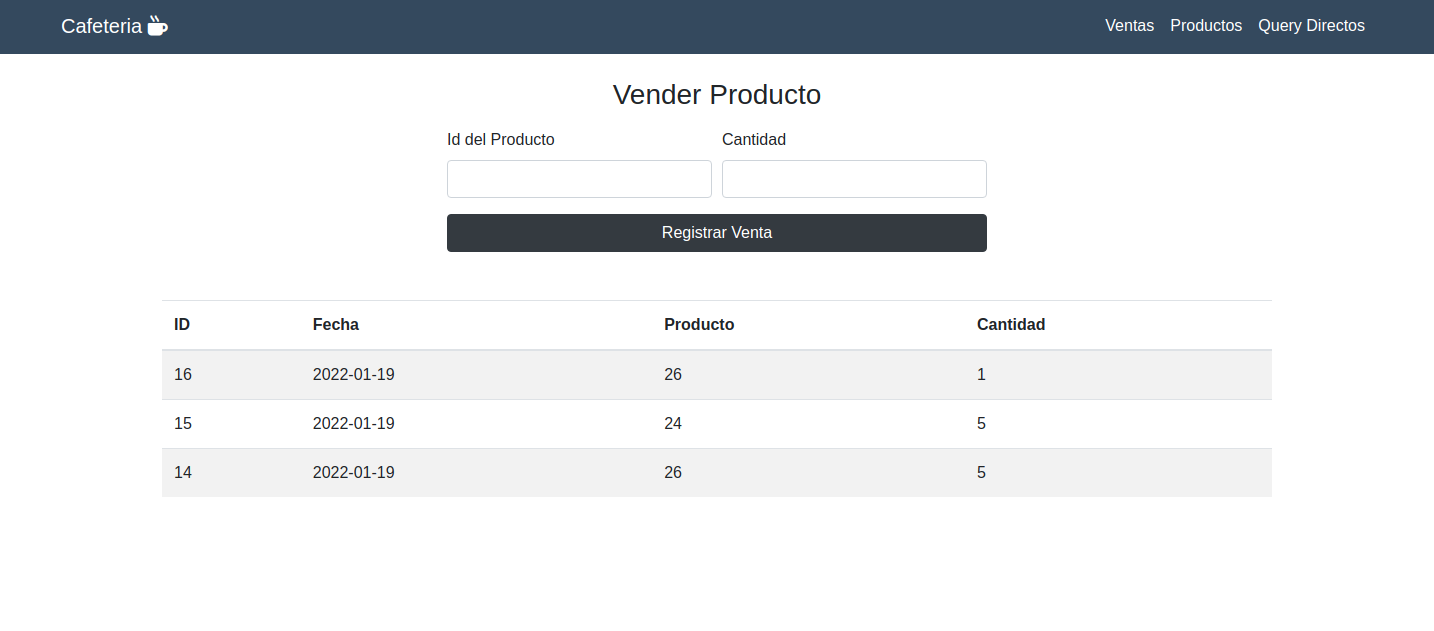 Cafeteria Ventas Productos Query Directos
Vender Producto
Id del Producto Cantidad
Registrar Venta
ID Fecha Producto Cantidad
16 2022-01-19 26 1
15 2022-01-19 24 5
14 2022-01-19 26 5